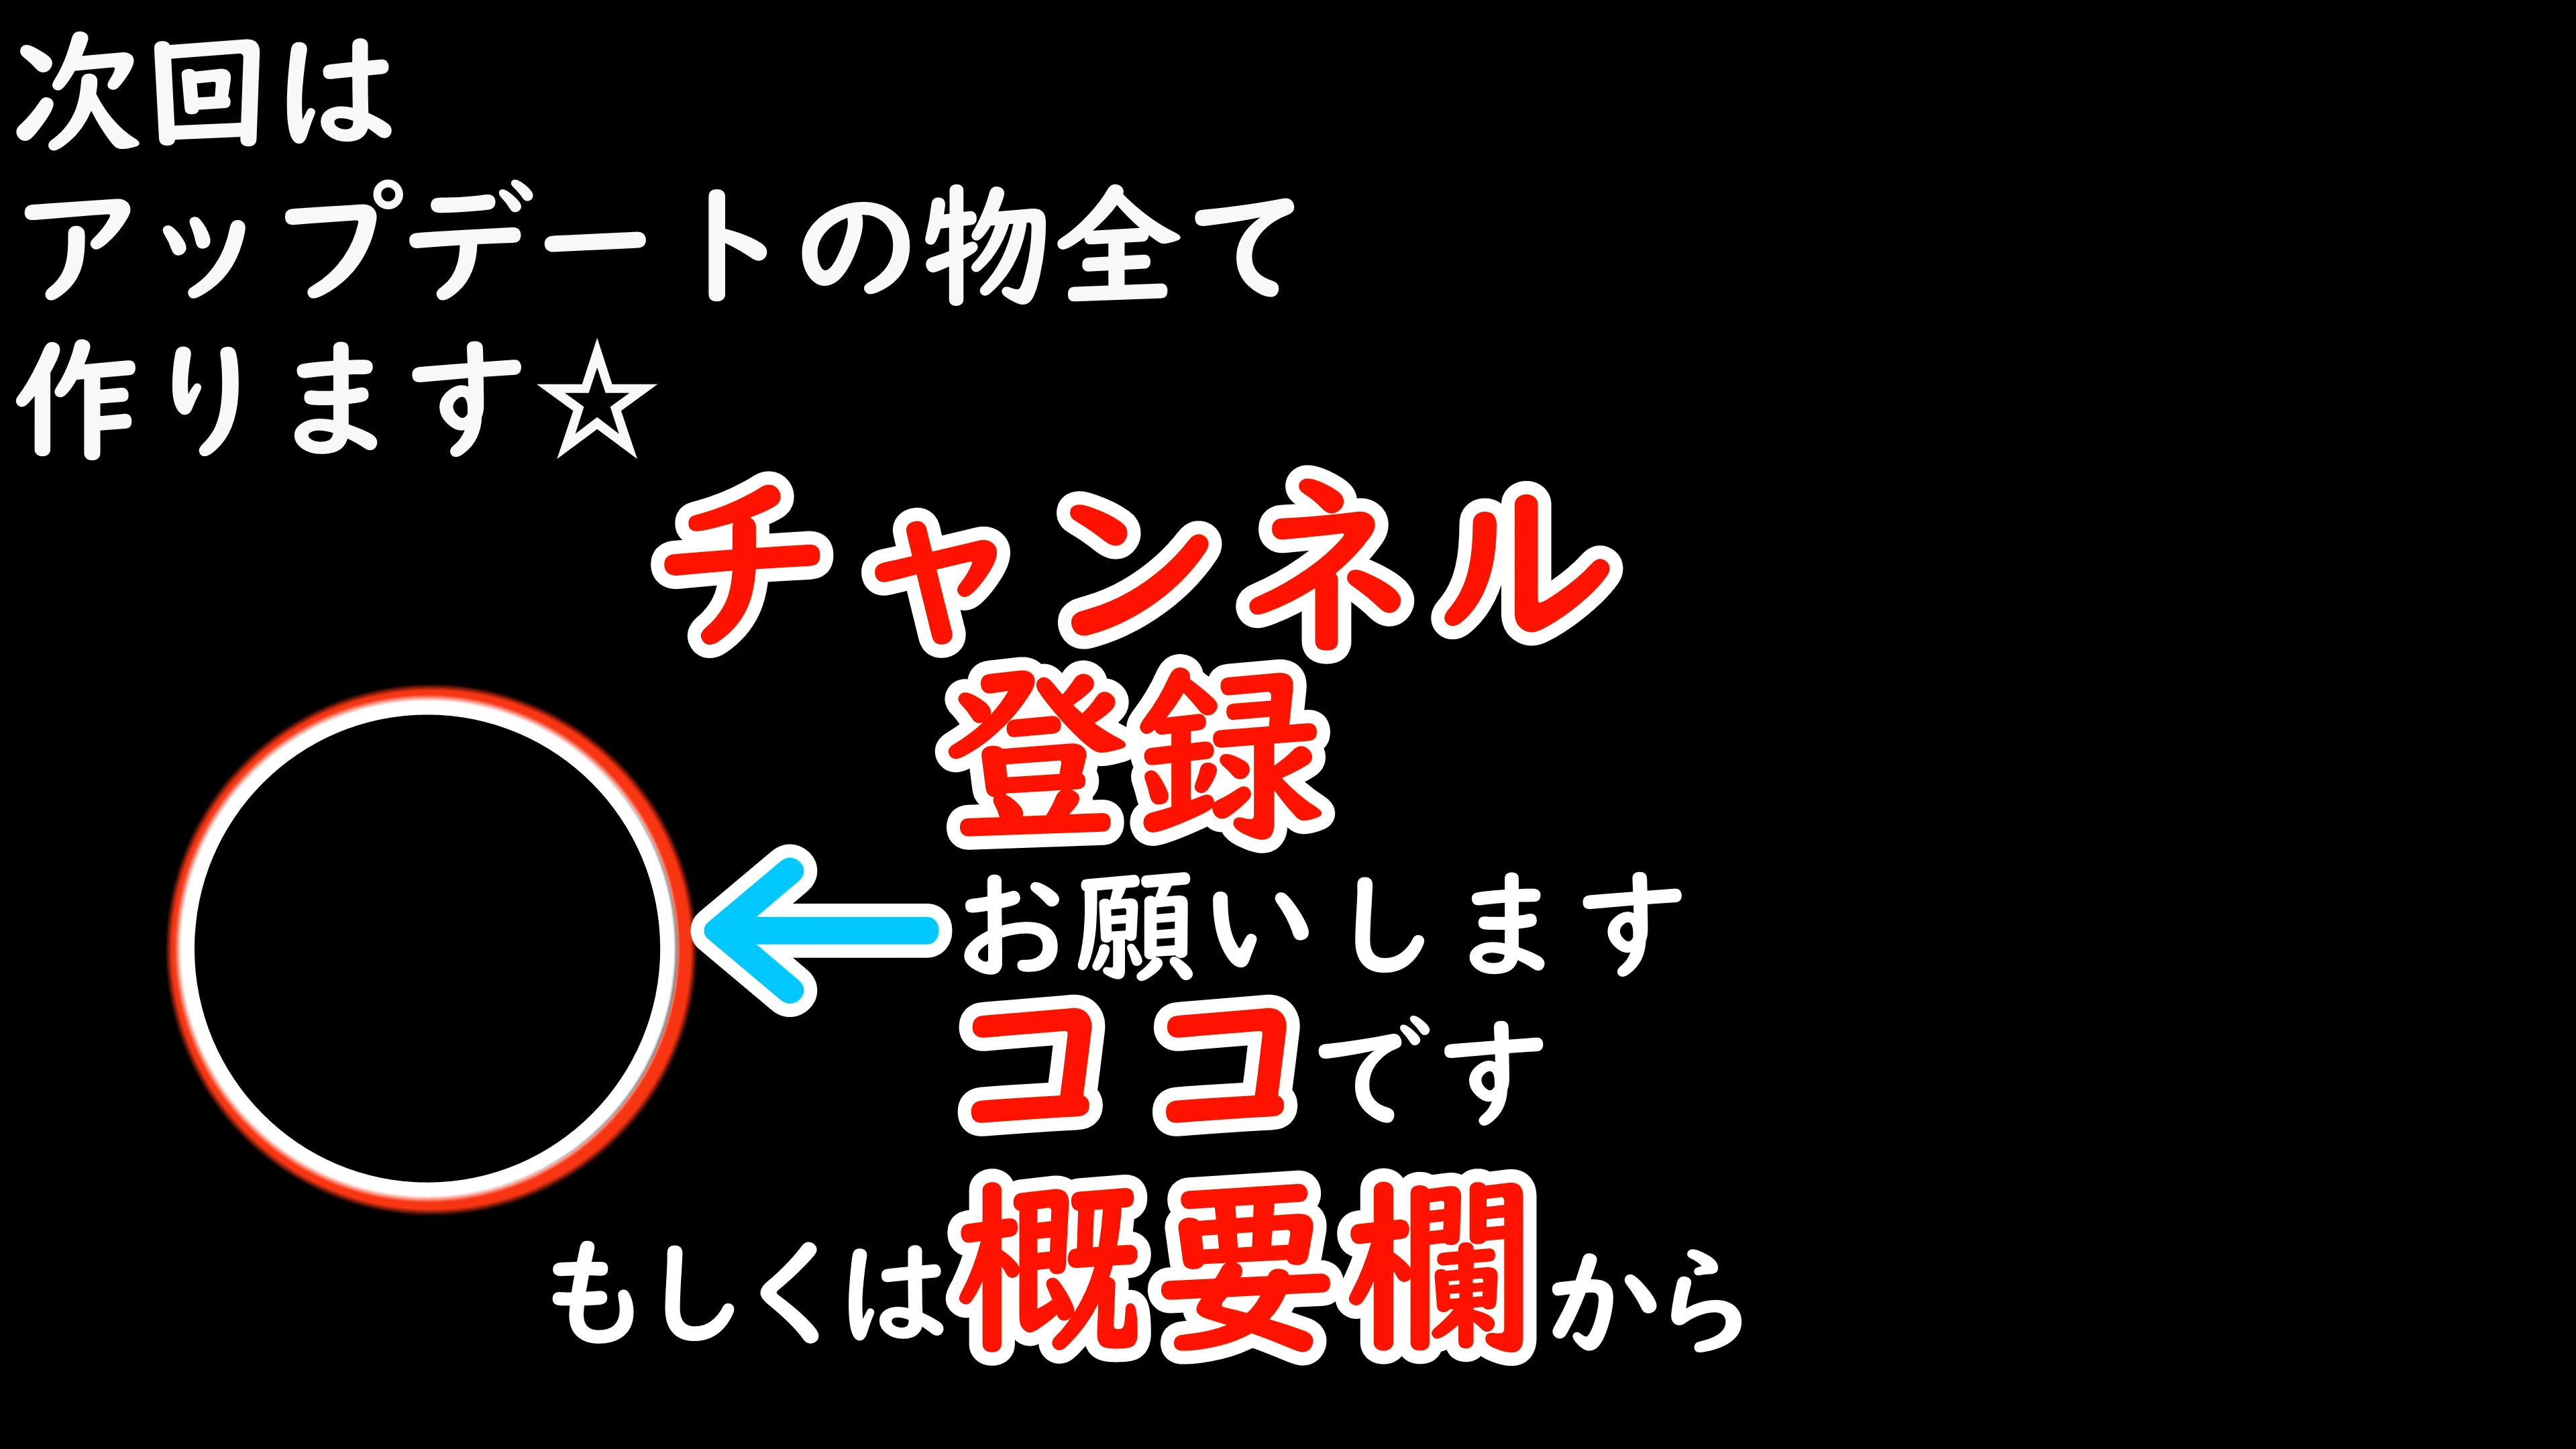 次回は
アップデートの物全て
作ります☆
チャンネル
登録
お願いします
ココです
もしくは概要欄から